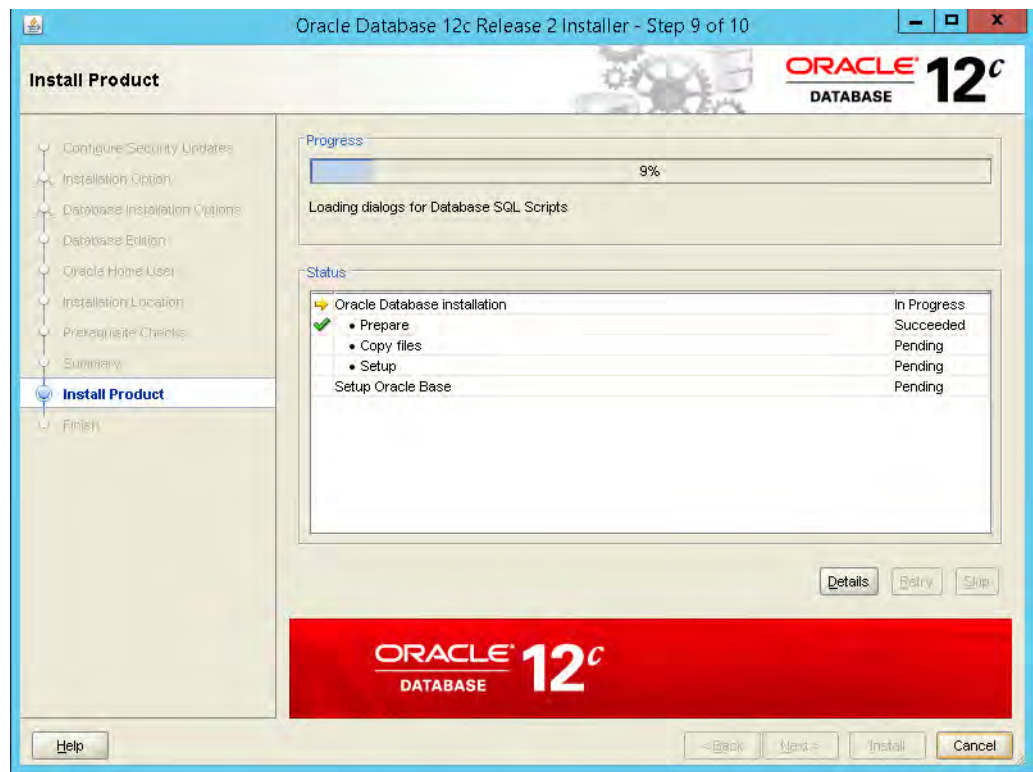 Oracle Database 12c Release 2 Installer - Step 9 of 10
Install Product
ORACLE DATABASE 12c
Configure Security Updates
Installation Option
Database Installation Options
Database Edition
Oracle Home User
Installation Location
Prerequisite Checks
Summary
Install Product
Finish
Progress
9%
Loading dialogs for Database SQL Scripts
Status
Oracle Database installation In Progress
• Prepare Succeeded
• Copy files Pending
• Setup Pending
Setup Oracle Base Pending
Details Retry Skip
ORACLE DATABASE 12c
Help < Back Next > Install Cancel